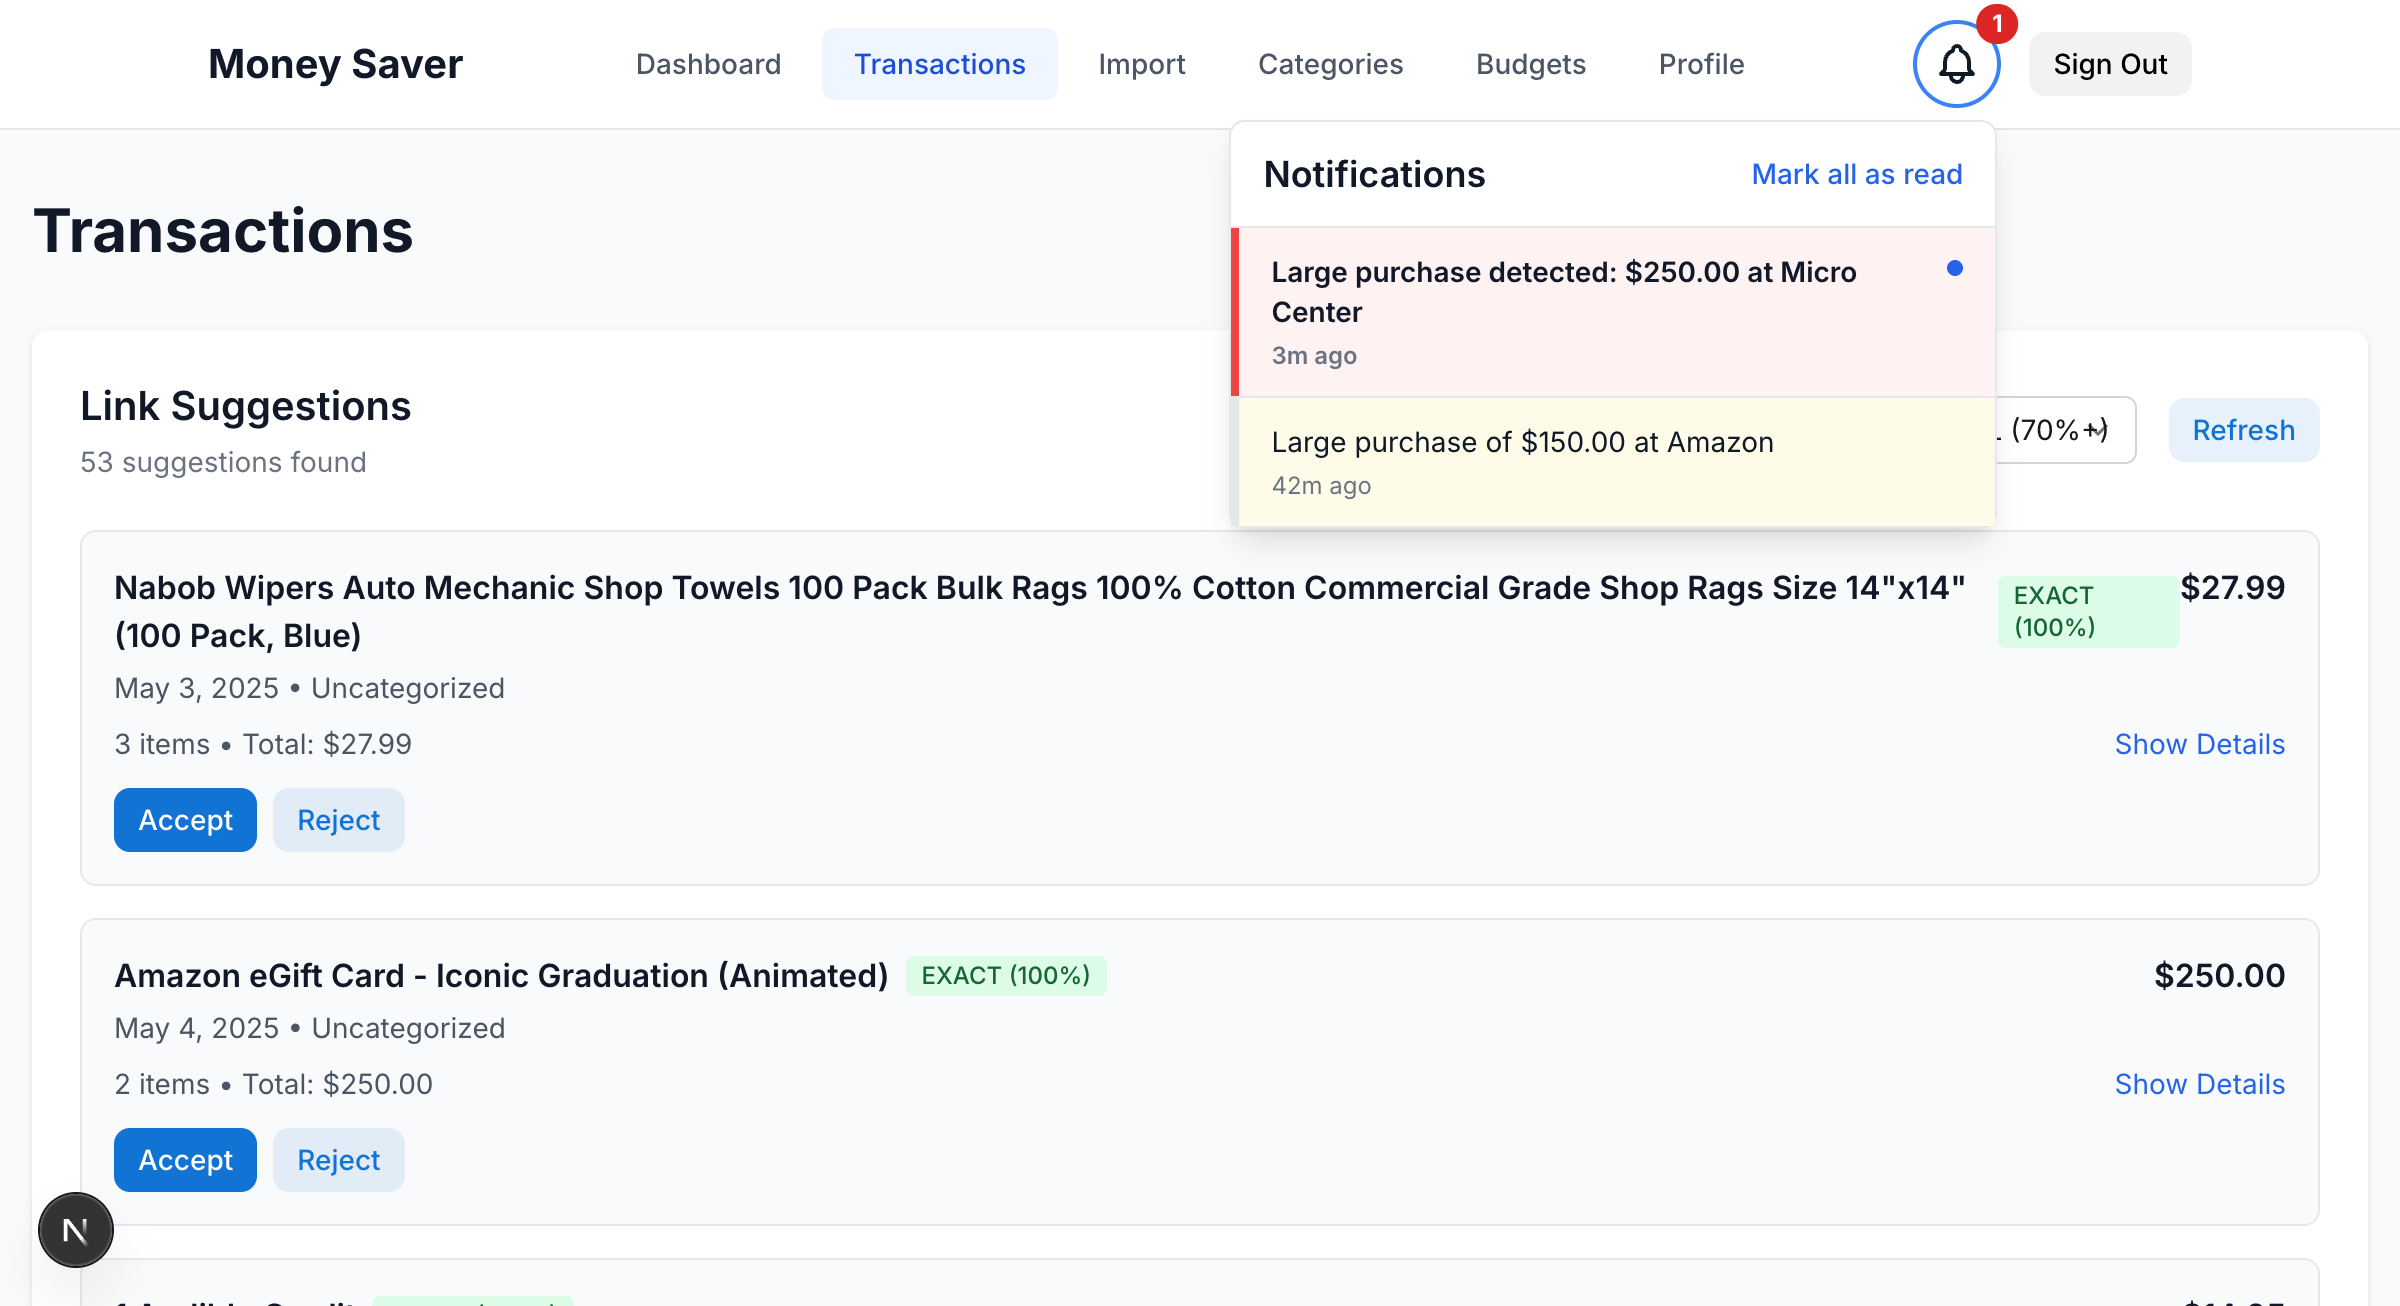 Money Saver
Dashboard
Transactions
Import
Categories
Budgets
Profile
1
Sign Out
Notifications
Mark all as read
Large purchase detected: $250.00 at Micro
Center
3m ago
Large purchase of $150.00 at Amazon
42m ago
Transactions
Link Suggestions
53 suggestions found
(70%+)
Refresh
Nabob Wipers Auto Mechanic Shop Towels 100 Pack Bulk Rags 100% Cotton Commercial Grade Shop Rags Size 14"x14"
(100 Pack, Blue)
EXACT
(100%)
$27.99
May 3, 2025 • Uncategorized
3 items • Total: $27.99
Show Details
Accept
Reject
Amazon eGift Card - Iconic Graduation (Animated)
EXACT (100%)
$250.00
May 4, 2025 • Uncategorized
2 items • Total: $250.00
Show Details
Accept
Reject
N